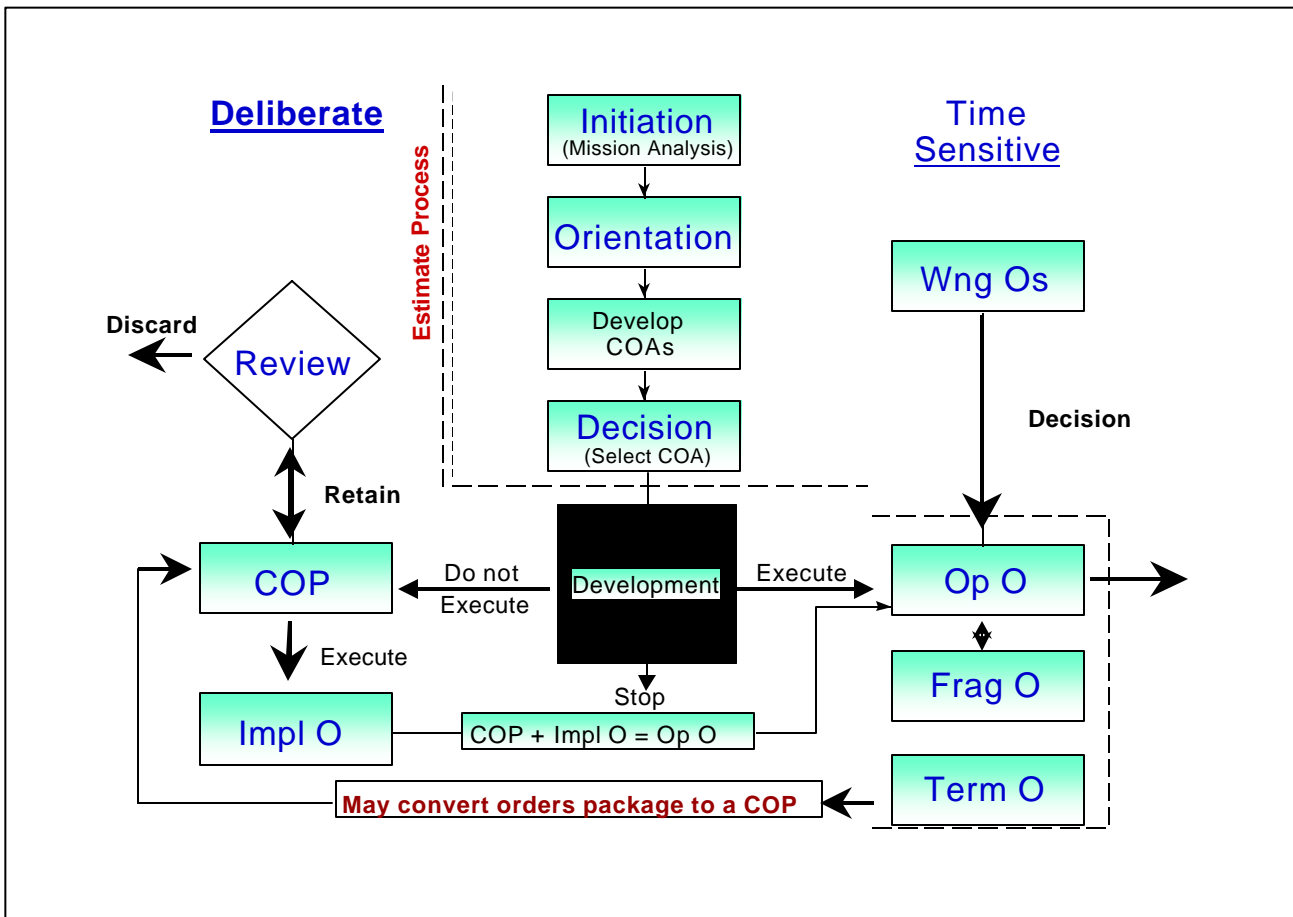 Deliberate
Estimate Process
Initiation
(Mission Analysis)
Orientation
Develop
COAs
Decision
(Select COA)
Time
Sensitive
Wng Os
Decision
Discard
Review
Retain
COP
Do not
Execute
Development
Execute
Op O
Execute
Stop
Frag O
Impl O
COP + Impl O = Op O
May convert orders package to a COP
Term O